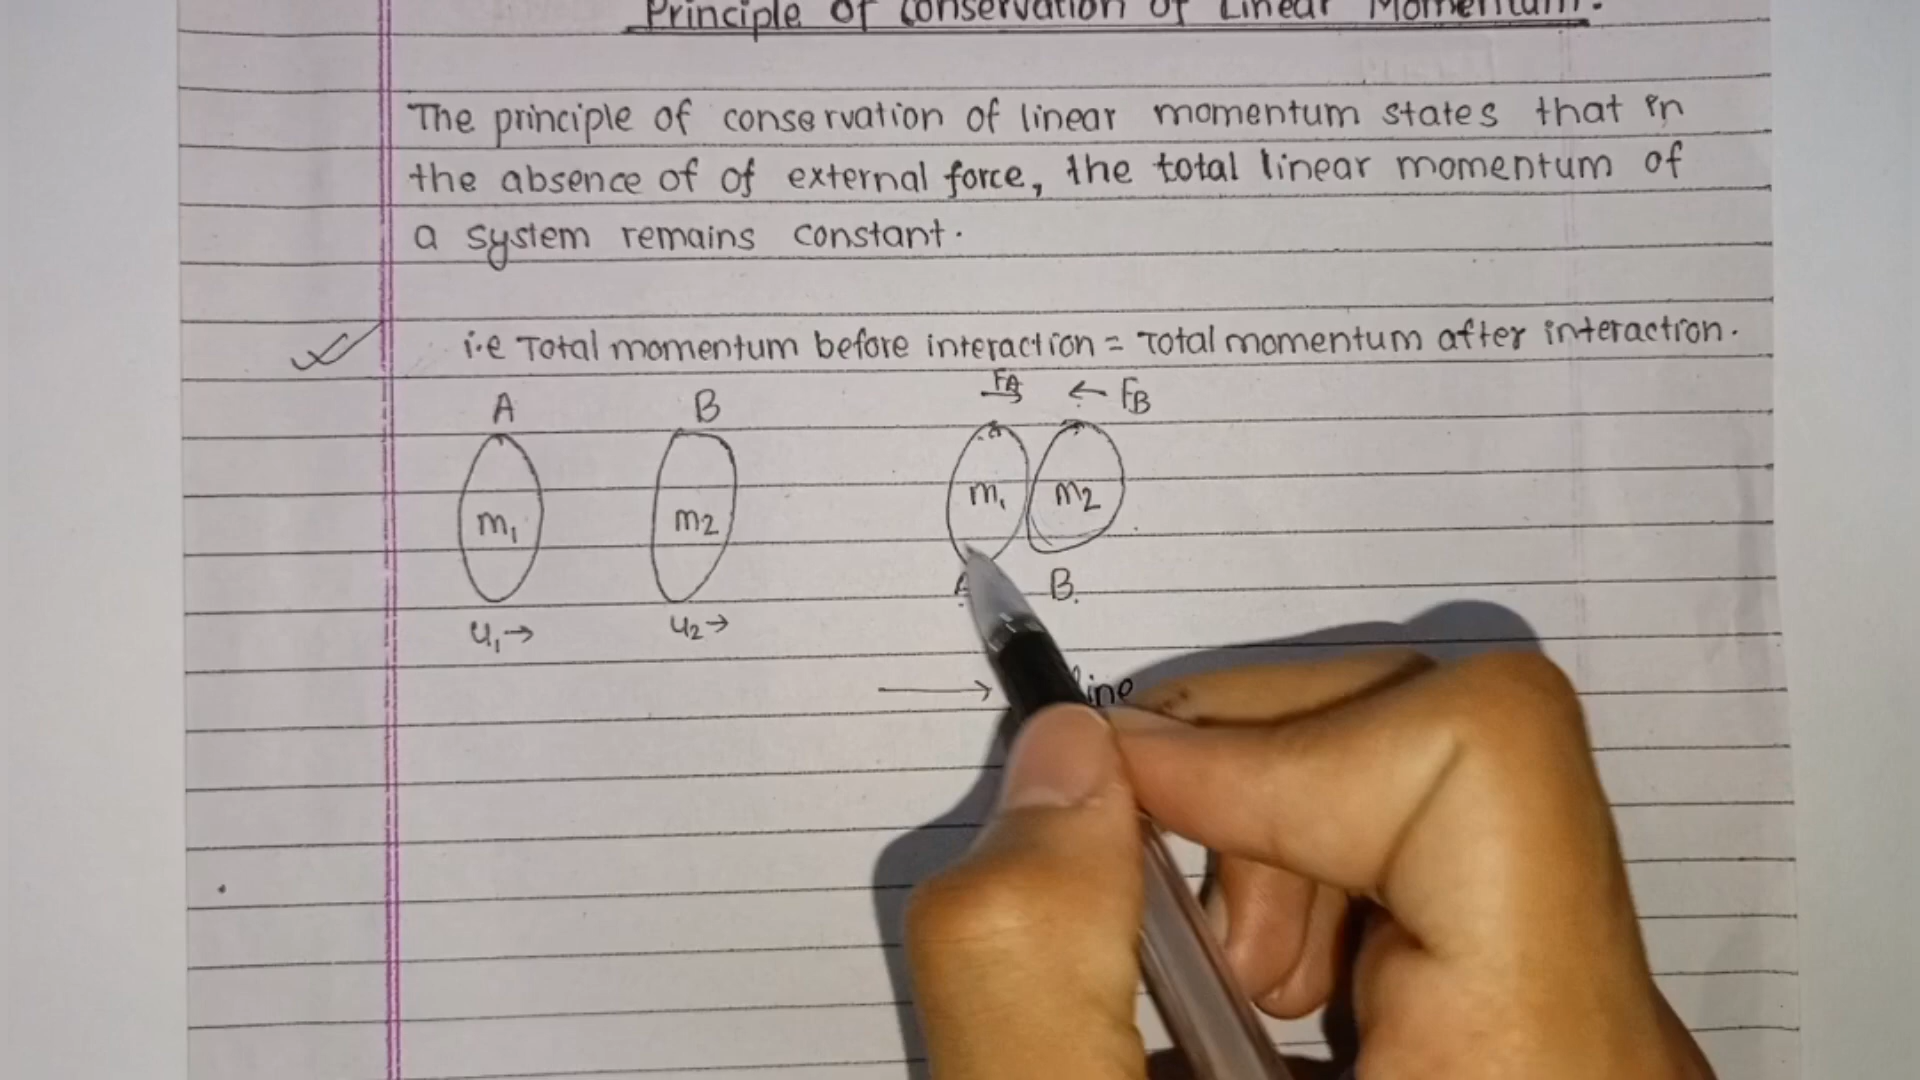 Principle of Conservation of Linear Momentum.
The principle of conservation of linear momentum states that in
the absence of of external force, the total linear momentum of
a system remains constant.
i.e Total momentum before interaction = Total momentum after interaction.
A B FA ← FB
m₁ m₂ m₁ m₂
A B
u₁→ u₂→
→ line